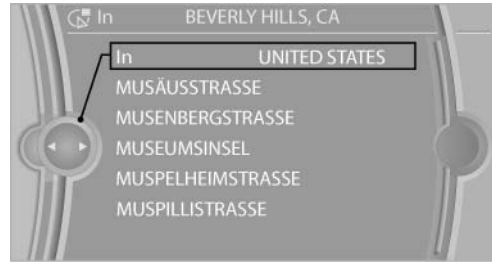 In BEVERLY HILLS, CA
In UNITED STATES
MUSÄUSSTRASSE
MUSENBERGSTRASSE
MUSEUMSINSEL
MUSPELHEIMSTRASSE
MUSPILLISTRASSE